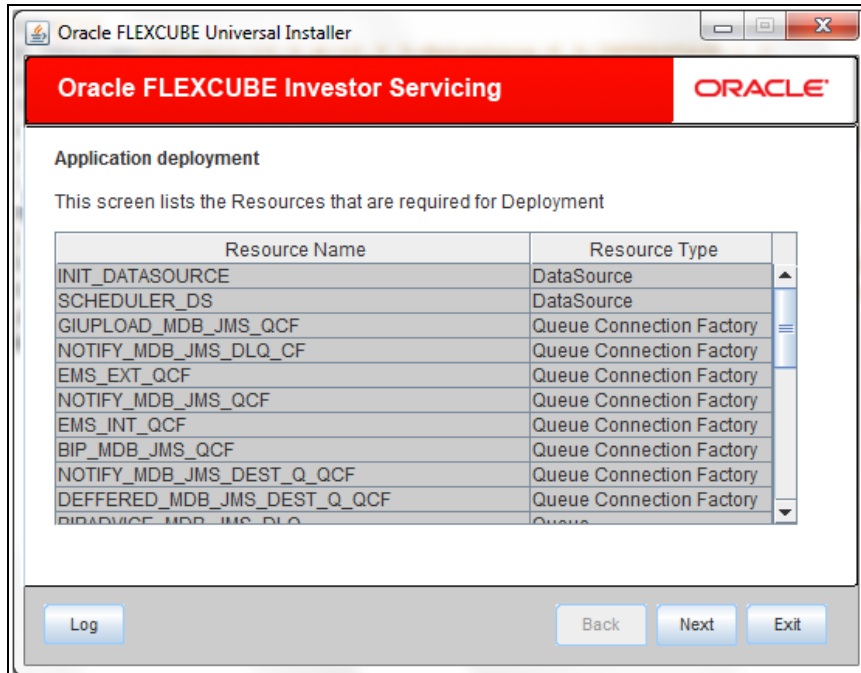 Oracle FLEXCUBE Universal Installer
Oracle FLEXCUBE Investor Servicing
ORACLE
Application deployment
This screen lists the Resources that are required for Deployment
Resource Name Resource Type
INIT_DATASOURCE DataSource
SCHEDULER_DS DataSource
GIUPLOAD_MDB_JMS_QCF Queue Connection Factory
NOTIFY_MDB_JMS_DLQ_CF Queue Connection Factory
EMS_EXT_QCF Queue Connection Factory
NOTIFY_MDB_JMS_QCF Queue Connection Factory
EMS_INT_QCF Queue Connection Factory
BIP_MDB_JMS_QCF Queue Connection Factory
NOTIFY_MDB_JMS_DEST_Q_QCF Queue Connection Factory
DEFFERED_MDB_JMS_DEST_Q_QCF Queue Connection Factory
Log Back Next Exit